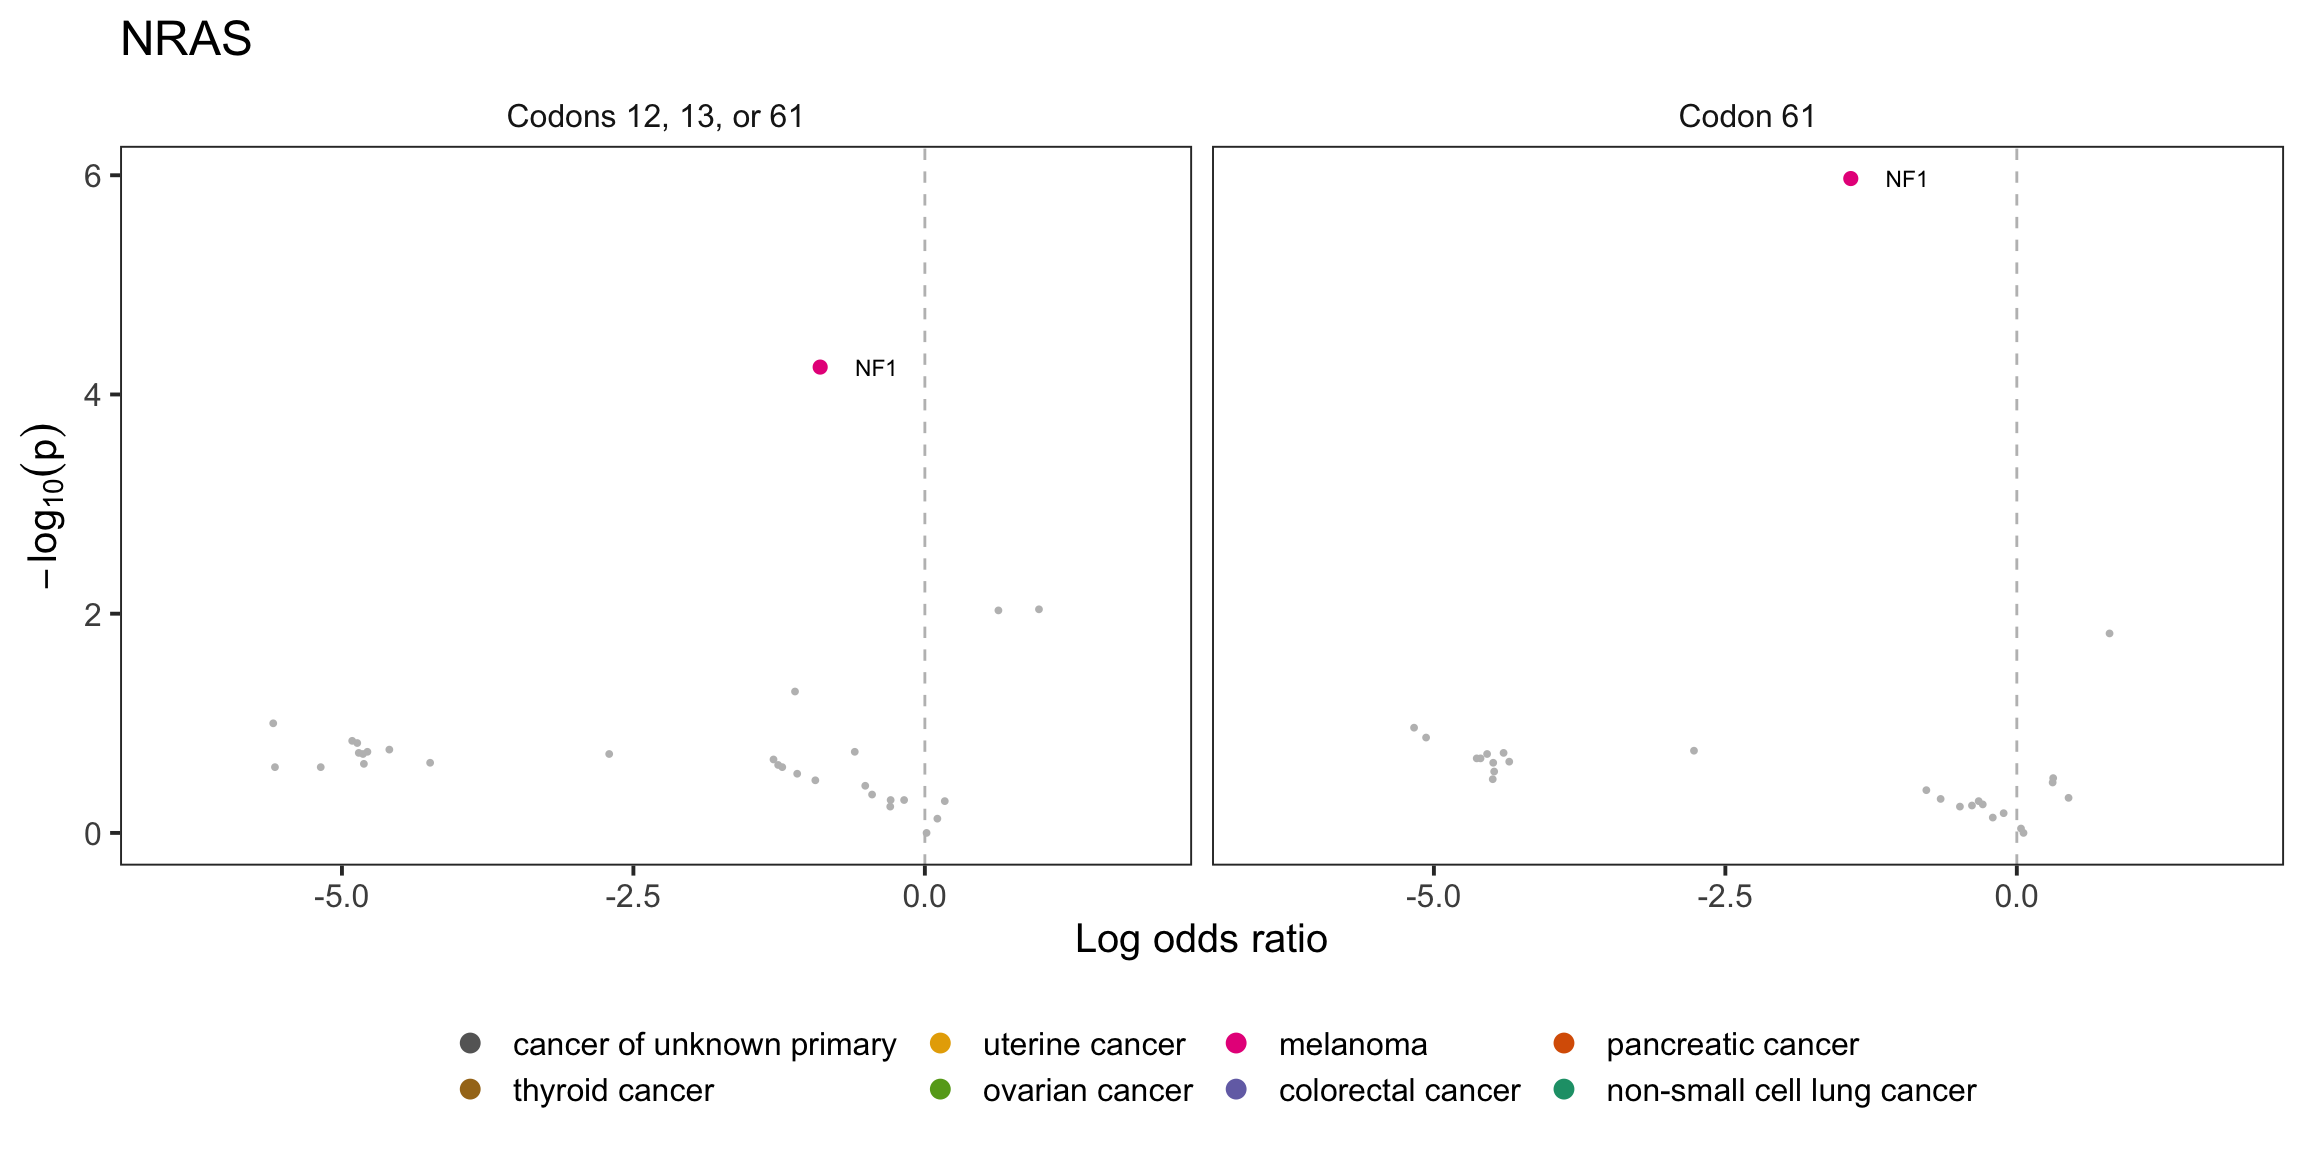 NRAS
Codons 12, 13, or 61
Codon 61
6
4
2
0
−log10(p)
NF1
NF1
-5.0
-2.5
0.0
-5.0
-2.5
0.0
Log odds ratio
cancer of unknown primary
uterine cancer
melanoma
pancreatic cancer
thyroid cancer
ovarian cancer
colorectal cancer
non-small cell lung cancer